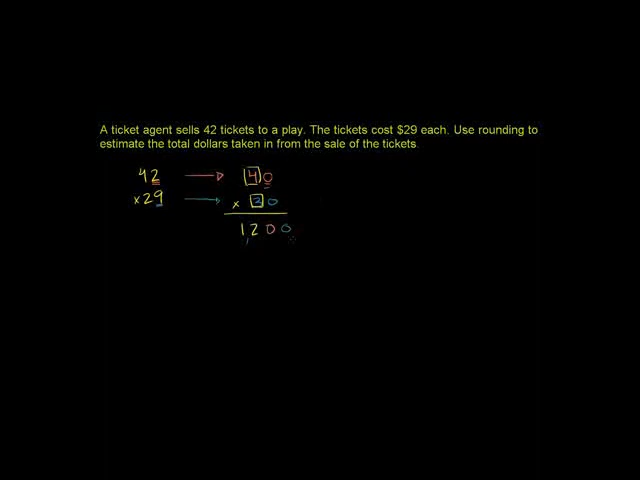 A ticket agent sells 42 tickets to a play. The tickets cost $29 each. Use rounding to
estimate the total dollars taken in from the sale of the tickets.
42 → 40
×29 → × 30
1200